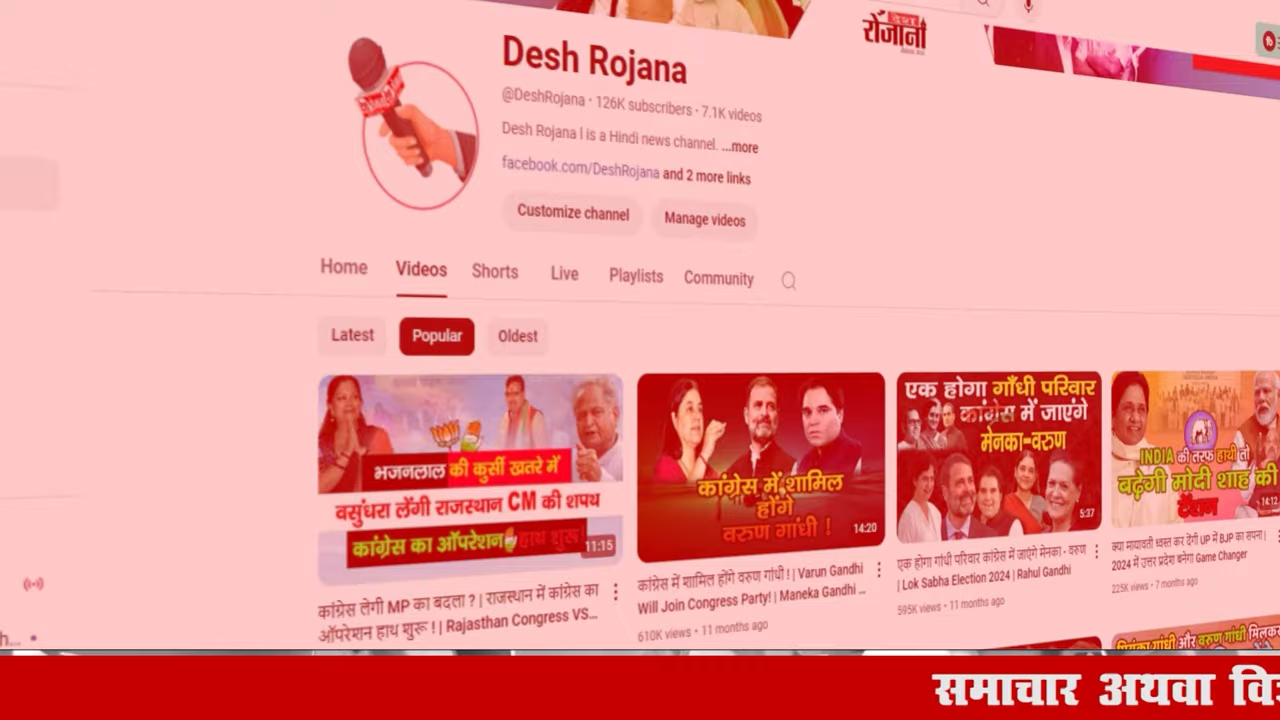 देश
रोजाना
Desh Rojana
@DeshRojana · 126K subscribers · 7.1K videos
Desh Rojana l is a Hindi news channel. ...more
facebook.com/DeshRojana and 2 more links
Customize channel
Manage videos
Home
Videos
Shorts
Live
Playlists
Community
Latest
Popular
Oldest
भजनलाल की कुर्सी खतरे में
वसुंधरा लेंगी राजस्थान CM की शपथ
कांग्रेस का ऑपरेशन हाथ शुरू
11:15
कांग्रेस लेगी MP का बदला ? | राजस्थान में कांग्रेस का
ऑपरेशन हाथ शुरू ! | Rajasthan Congress VS...
कांग्रेस में शामिल
होंगे
वरुण गांधी !
14:20
कांग्रेस में शामिल होंगे वरुण गांधी ! | Varun Gandhi
Will Join Congress Party! | Maneka Gandhi ...
610K views · 11 months ago
एक होगा गाँधी परिवार
कांग्रेस में जाएंगे
मेनका-वरुण
5:37
एक होगा गांधी परिवार कांग्रेस में जाएंगे मेनका - वरुण
| Lok Sabha Election 2024 | Rahul Gandhi
595K views · 11 months ago
INDIA की तरफ हाथी तो
बढ़ेगी मोदी शाह की
टेंशन
14:12
क्या मायावती ध्वस्त कर देंगी UP में BJP का सपना |
2024 में उत्तर प्रदेश बनेगा Game Changer
225K views · 7 months ago
प्रियंका गांधी और वरुण गांधी मिलकर
h...
समाचार अथवा